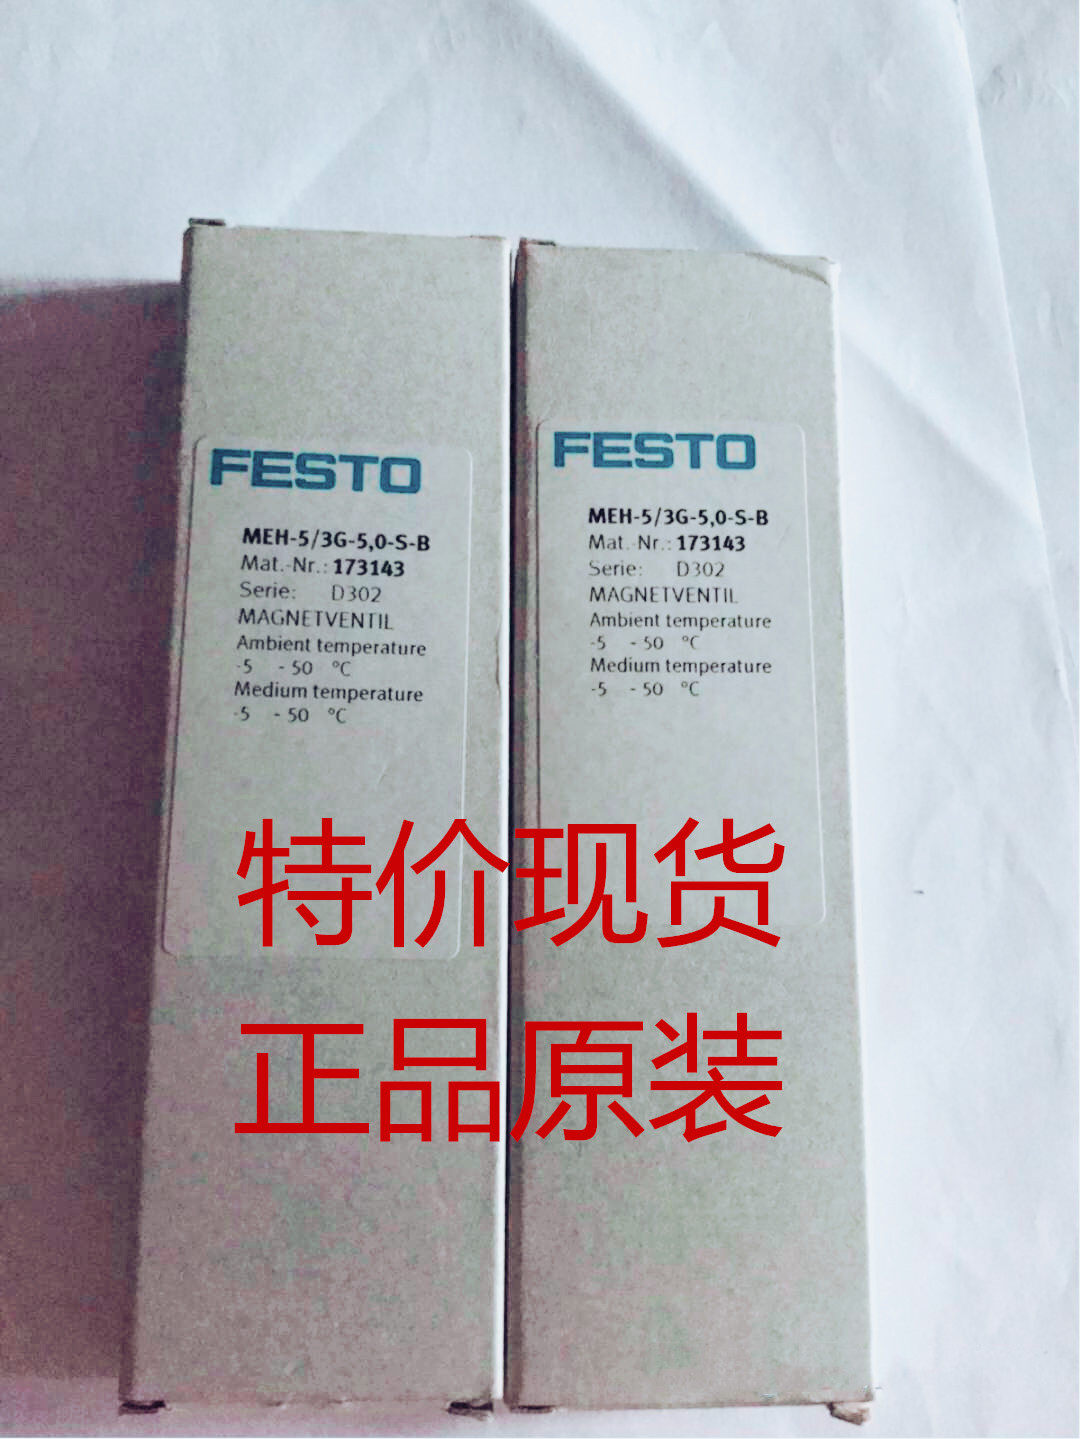 FESTO
MEH-5/3G-5,0-S-B
Mat.-Nr.: 173143
Serie: D302
MAGNETVENTIL
Ambient temperature
-5 - 50 °C
Medium temperature
-5 - 50 °C
FESTO
MEH-5/3G-5,0-S-B
Mat.-Nr.: 173143
Serie: D302
MAGNETVENTIL
Ambient temperature
-5 - 50 °C
Medium temperature
-5 - 50 °C
特价现货
正品原装